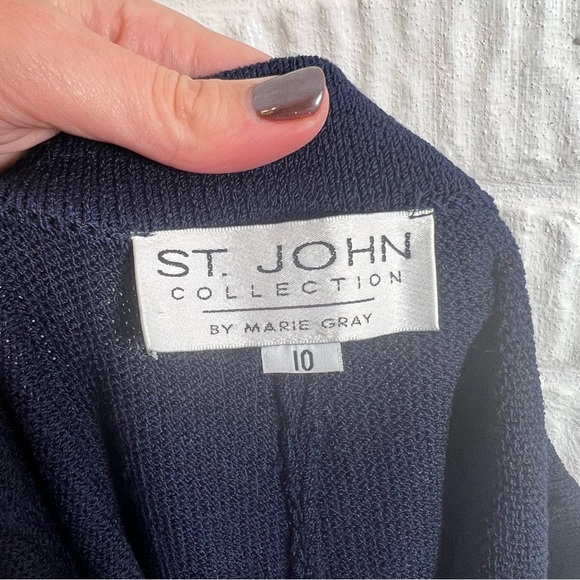 ST. JOHN
COLLECTION
BY MARIE GRAY
10